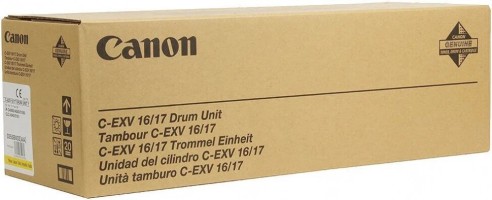 Canon
GENUINE
C-EXV 16/17 Drum Unit
Tambour C-EXV 16/17
C-EXV 16/17 Trommel Einheit
Unidad del cilindro C-EXV 16/17
Unità tamburo C-EXV 16/17
20